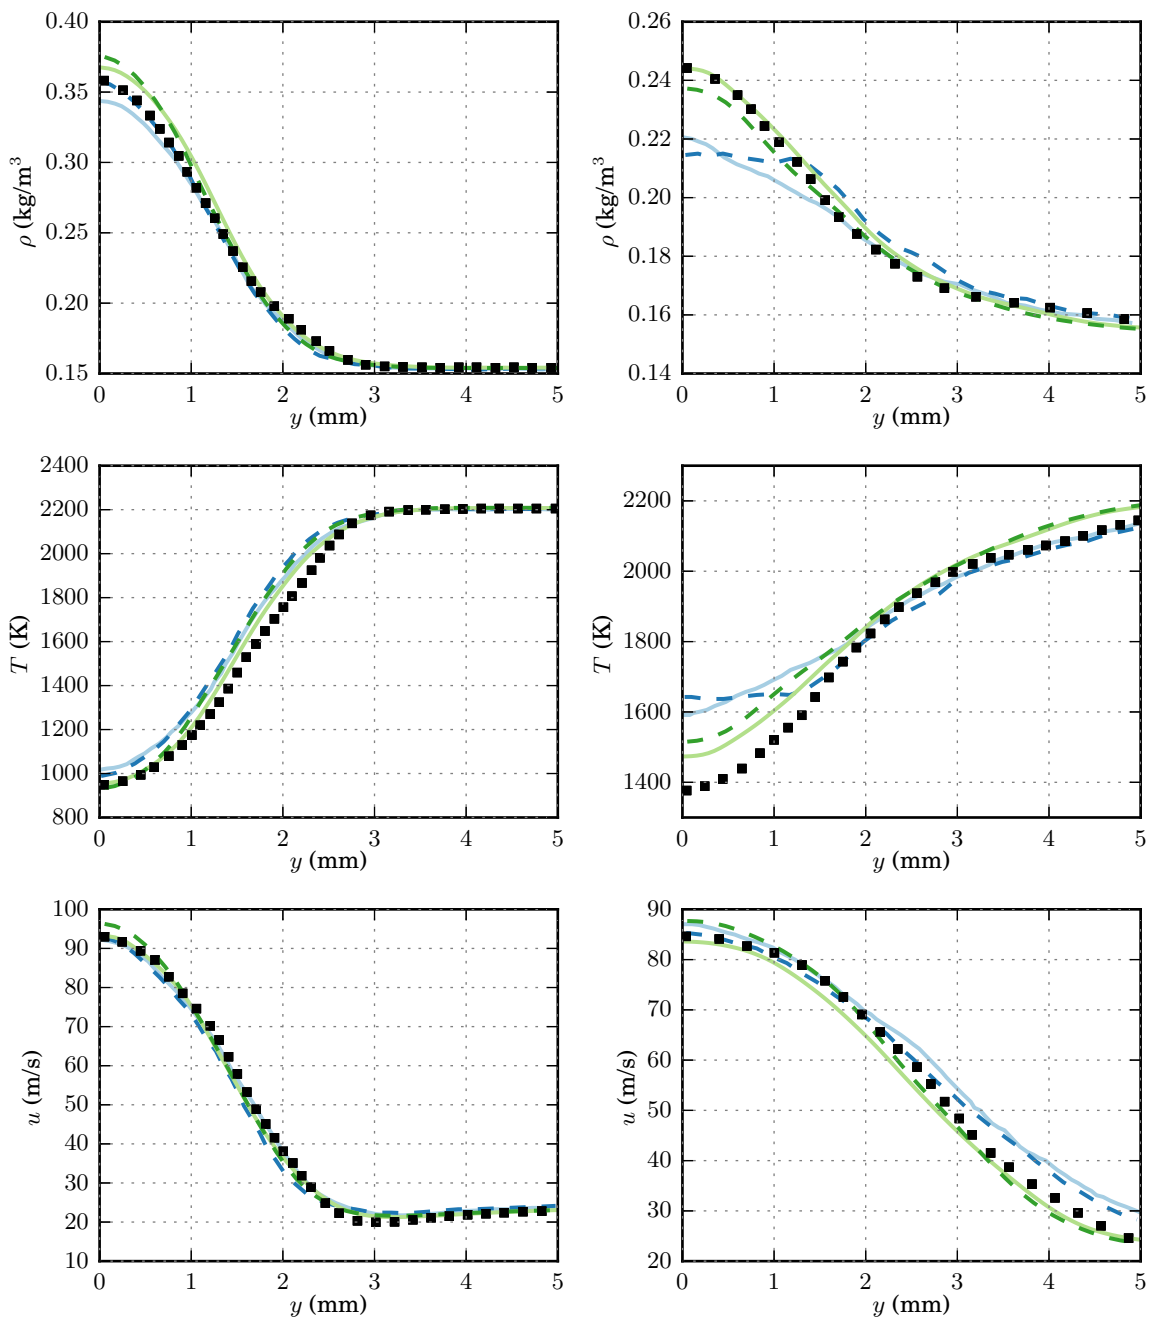 0.40
0.35
0.30
0.25
0.20
0.15
ρ (kg/m³
0 1 2 3 4 5
y (mm)
0.26
0.24
0.22
0.20
0.18
0.16
0.14
ρ (kg/m³
0 1 2 3 4 5
y (mm)
2400
2200
2000
1800
1600
1400
1200
1000
800
T (K)
0 1 2 3 4 5
y (mm)
2200
2000
1800
1600
1400
T (K)
0 1 2 3 4 5
y (mm)
100
90
80
70
60
50
40
30
20
10
u (m/s)
0 1 2 3 4 5
y (mm)
90
80
70
60
50
40
30
20
u (m/s)
0 1 2 3 4 5
y (mm)